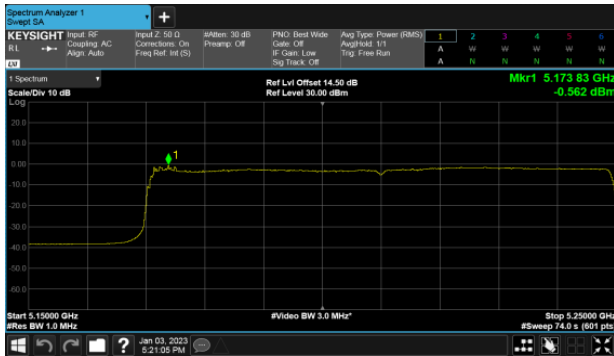 Spectrum Analyzer 1
Swept SA
+
KEYSIGHT
RL
Input: RF
Coupling: AC
Align: Auto
Input Z: 50 Ω
Corrections: On
Freq Ref: Int (S)
#Atten: 30 dB
Preamp: Off
PNO: Best Wide
Gate: Off
IF Gain: Low
Sig Track: Off
Avg Type: Power (RMS)
Avg|Hold: 1/1
Trig: Free Run
1 2 3 4 5 6
A W W W W W
A N N N N N
1 Spectrum
Scale/Div 10 dB
Ref Lvl Offset 14.50 dB
Ref Level 30.00 dBm
Mkr1 5.173 83 GHz
-0.562 dBm
Log
20.0
10.0
0.00
-10.0
-20.0
-30.0
-40.0
-50.0
-60.0
1
Start 5.15000 GHz
#Res BW 1.0 MHz
#Video BW 3.0 MHz*
Stop 5.25000 GHz
#Sweep 74.0 s (601 pts)
?
Jan 03, 2023
5:21:05 PM